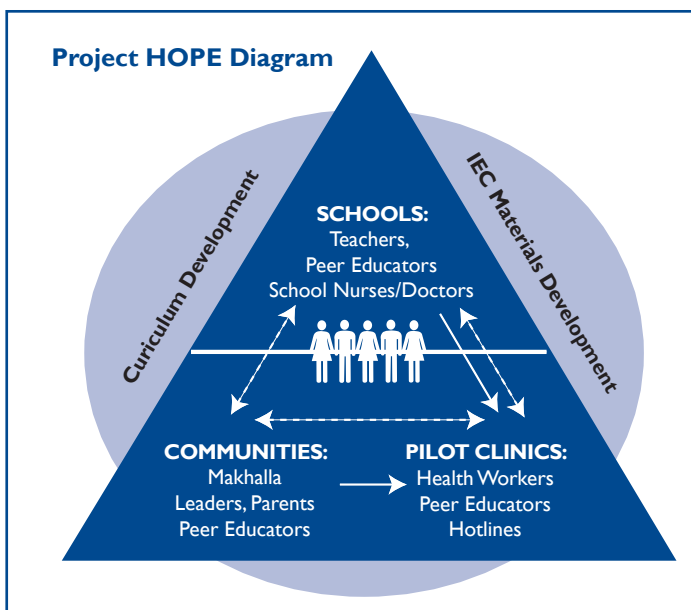 Project HOPE Diagram
Curiculum Development
IEC Materials Development
SCHOOLS:
Teachers,
Peer Educators
School Nurses/Doctors
COMMUNITIES:
Makhalla
Leaders, Parents
Peer Educators
PILOT CLINICS:
Health Workers
Peer Educators
Hotlines